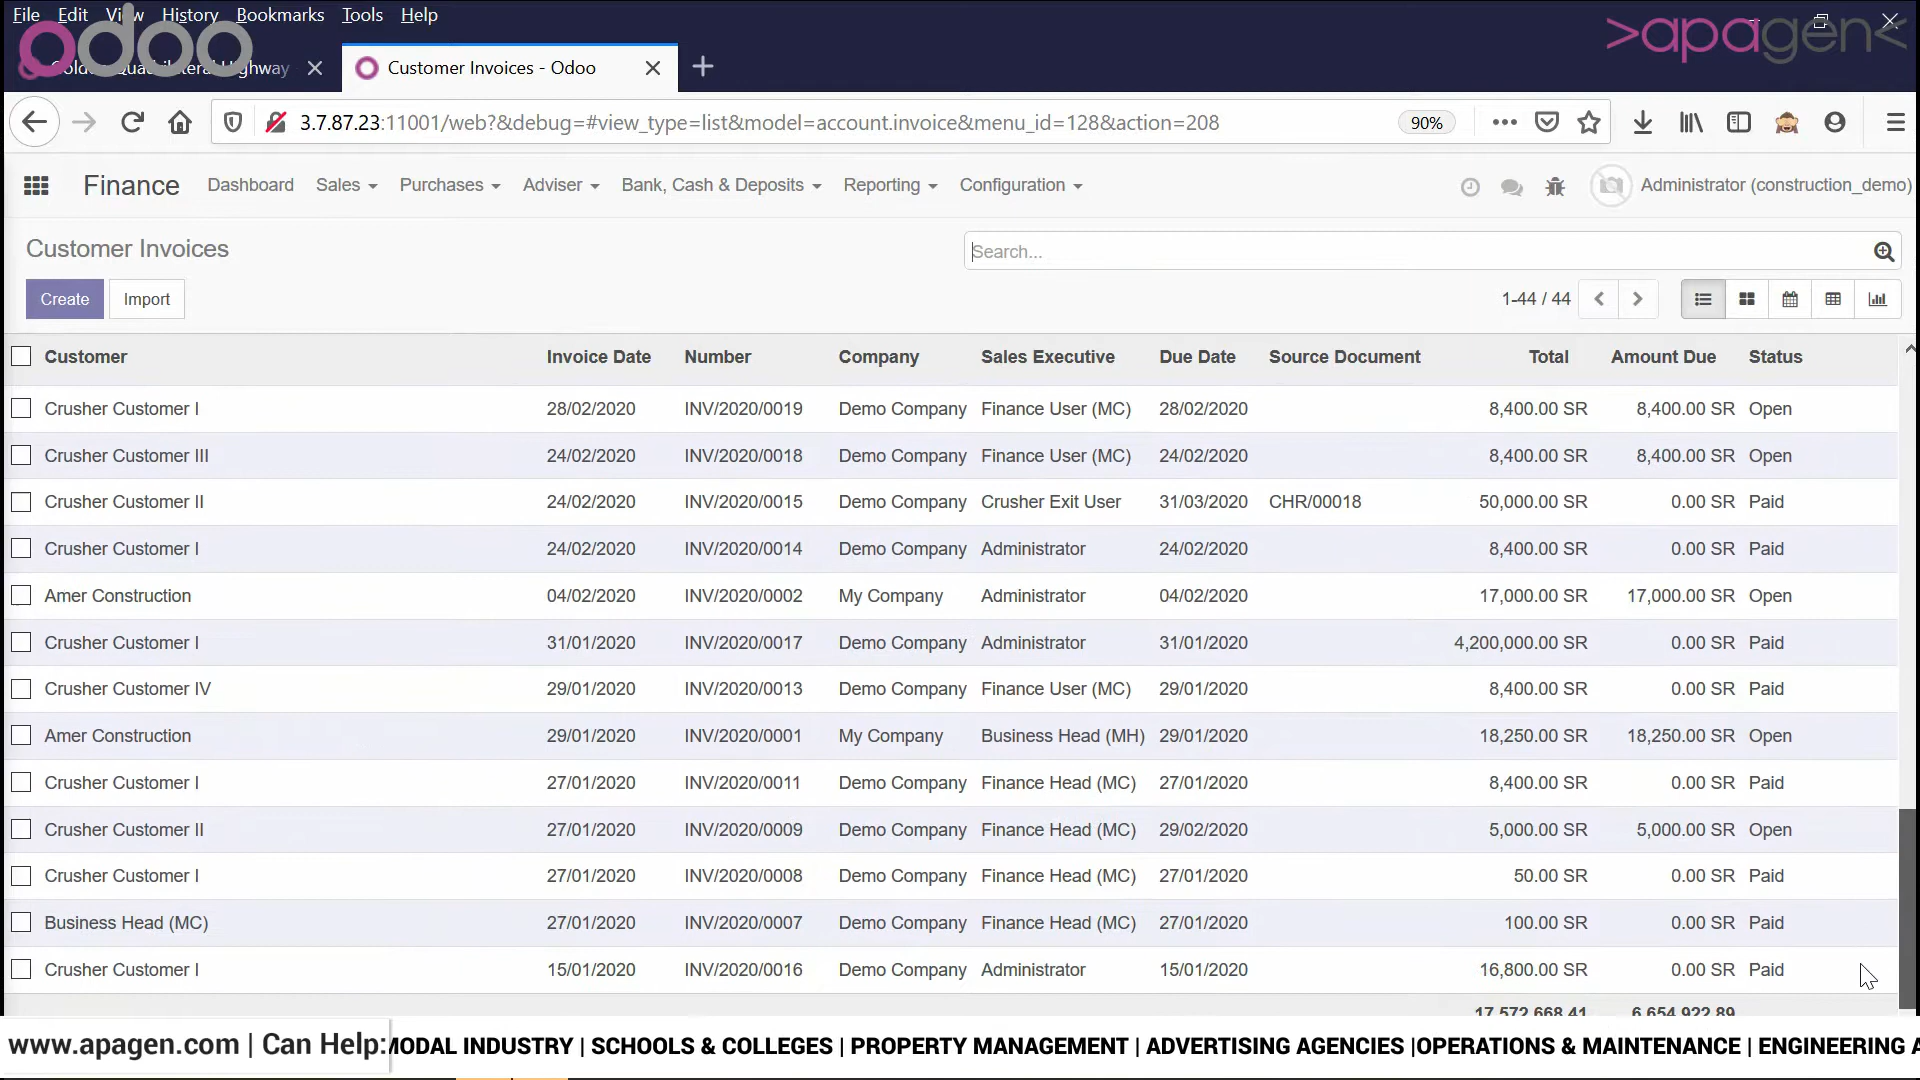 File Edit View History Bookmarks Tools Help
odoo
>apagen<
Golden Quadrilateral Highway
Customer Invoices - Odoo
3.7.87.23:11001/web?&debug=#view_type=list&model=account.invoice&menu_id=128&action=208
90%
Finance Dashboard Sales Purchases Adviser Bank, Cash & Deposits Reporting Configuration Administrator (construction_demo)
Customer Invoices
Search...
Create Import 1-44 / 44
Customer Invoice Date Number Company Sales Executive Due Date Source Document Total Amount Due Status
Crusher Customer I 28/02/2020 INV/2020/0019 Demo Company Finance User (MC) 28/02/2020 8,400.00 SR 8,400.00 SR Open
Crusher Customer III 24/02/2020 INV/2020/0018 Demo Company Finance User (MC) 24/02/2020 8,400.00 SR 8,400.00 SR Open
Crusher Customer II 24/02/2020 INV/2020/0015 Demo Company Crusher Exit User 31/03/2020 CHR/00018 50,000.00 SR 0.00 SR Paid
Crusher Customer I 24/02/2020 INV/2020/0014 Demo Company Administrator 24/02/2020 8,400.00 SR 0.00 SR Paid
Amer Construction 04/02/2020 INV/2020/0002 My Company Administrator 04/02/2020 17,000.00 SR 17,000.00 SR Open
Crusher Customer I 31/01/2020 INV/2020/0017 Demo Company Administrator 31/01/2020 4,200,000.00 SR 0.00 SR Paid
Crusher Customer IV 29/01/2020 INV/2020/0013 Demo Company Finance User (MC) 29/01/2020 8,400.00 SR 0.00 SR Paid
Amer Construction 29/01/2020 INV/2020/0001 My Company Business Head (MH) 29/01/2020 18,250.00 SR 18,250.00 SR Open
Crusher Customer I 27/01/2020 INV/2020/0011 Demo Company Finance Head (MC) 27/01/2020 8,400.00 SR 0.00 SR Paid
Crusher Customer II 27/01/2020 INV/2020/0009 Demo Company Finance Head (MC) 29/02/2020 5,000.00 SR 5,000.00 SR Open
Crusher Customer I 27/01/2020 INV/2020/0008 Demo Company Finance Head (MC) 27/01/2020 50.00 SR 0.00 SR Paid
Business Head (MC) 27/01/2020 INV/2020/0007 Demo Company Finance Head (MC) 27/01/2020 100.00 SR 0.00 SR Paid
Crusher Customer I 15/01/2020 INV/2020/0016 Demo Company Administrator 15/01/2020 16,800.00 SR 0.00 SR Paid
17,572,668.41 6,654,922.89
www.apagen.com | Can Help: MODAL INDUSTRY | SCHOOLS & COLLEGES | PROPERTY MANAGEMENT | ADVERTISING AGENCIES |OPERATIONS & MAINTENANCE | ENGINEERING